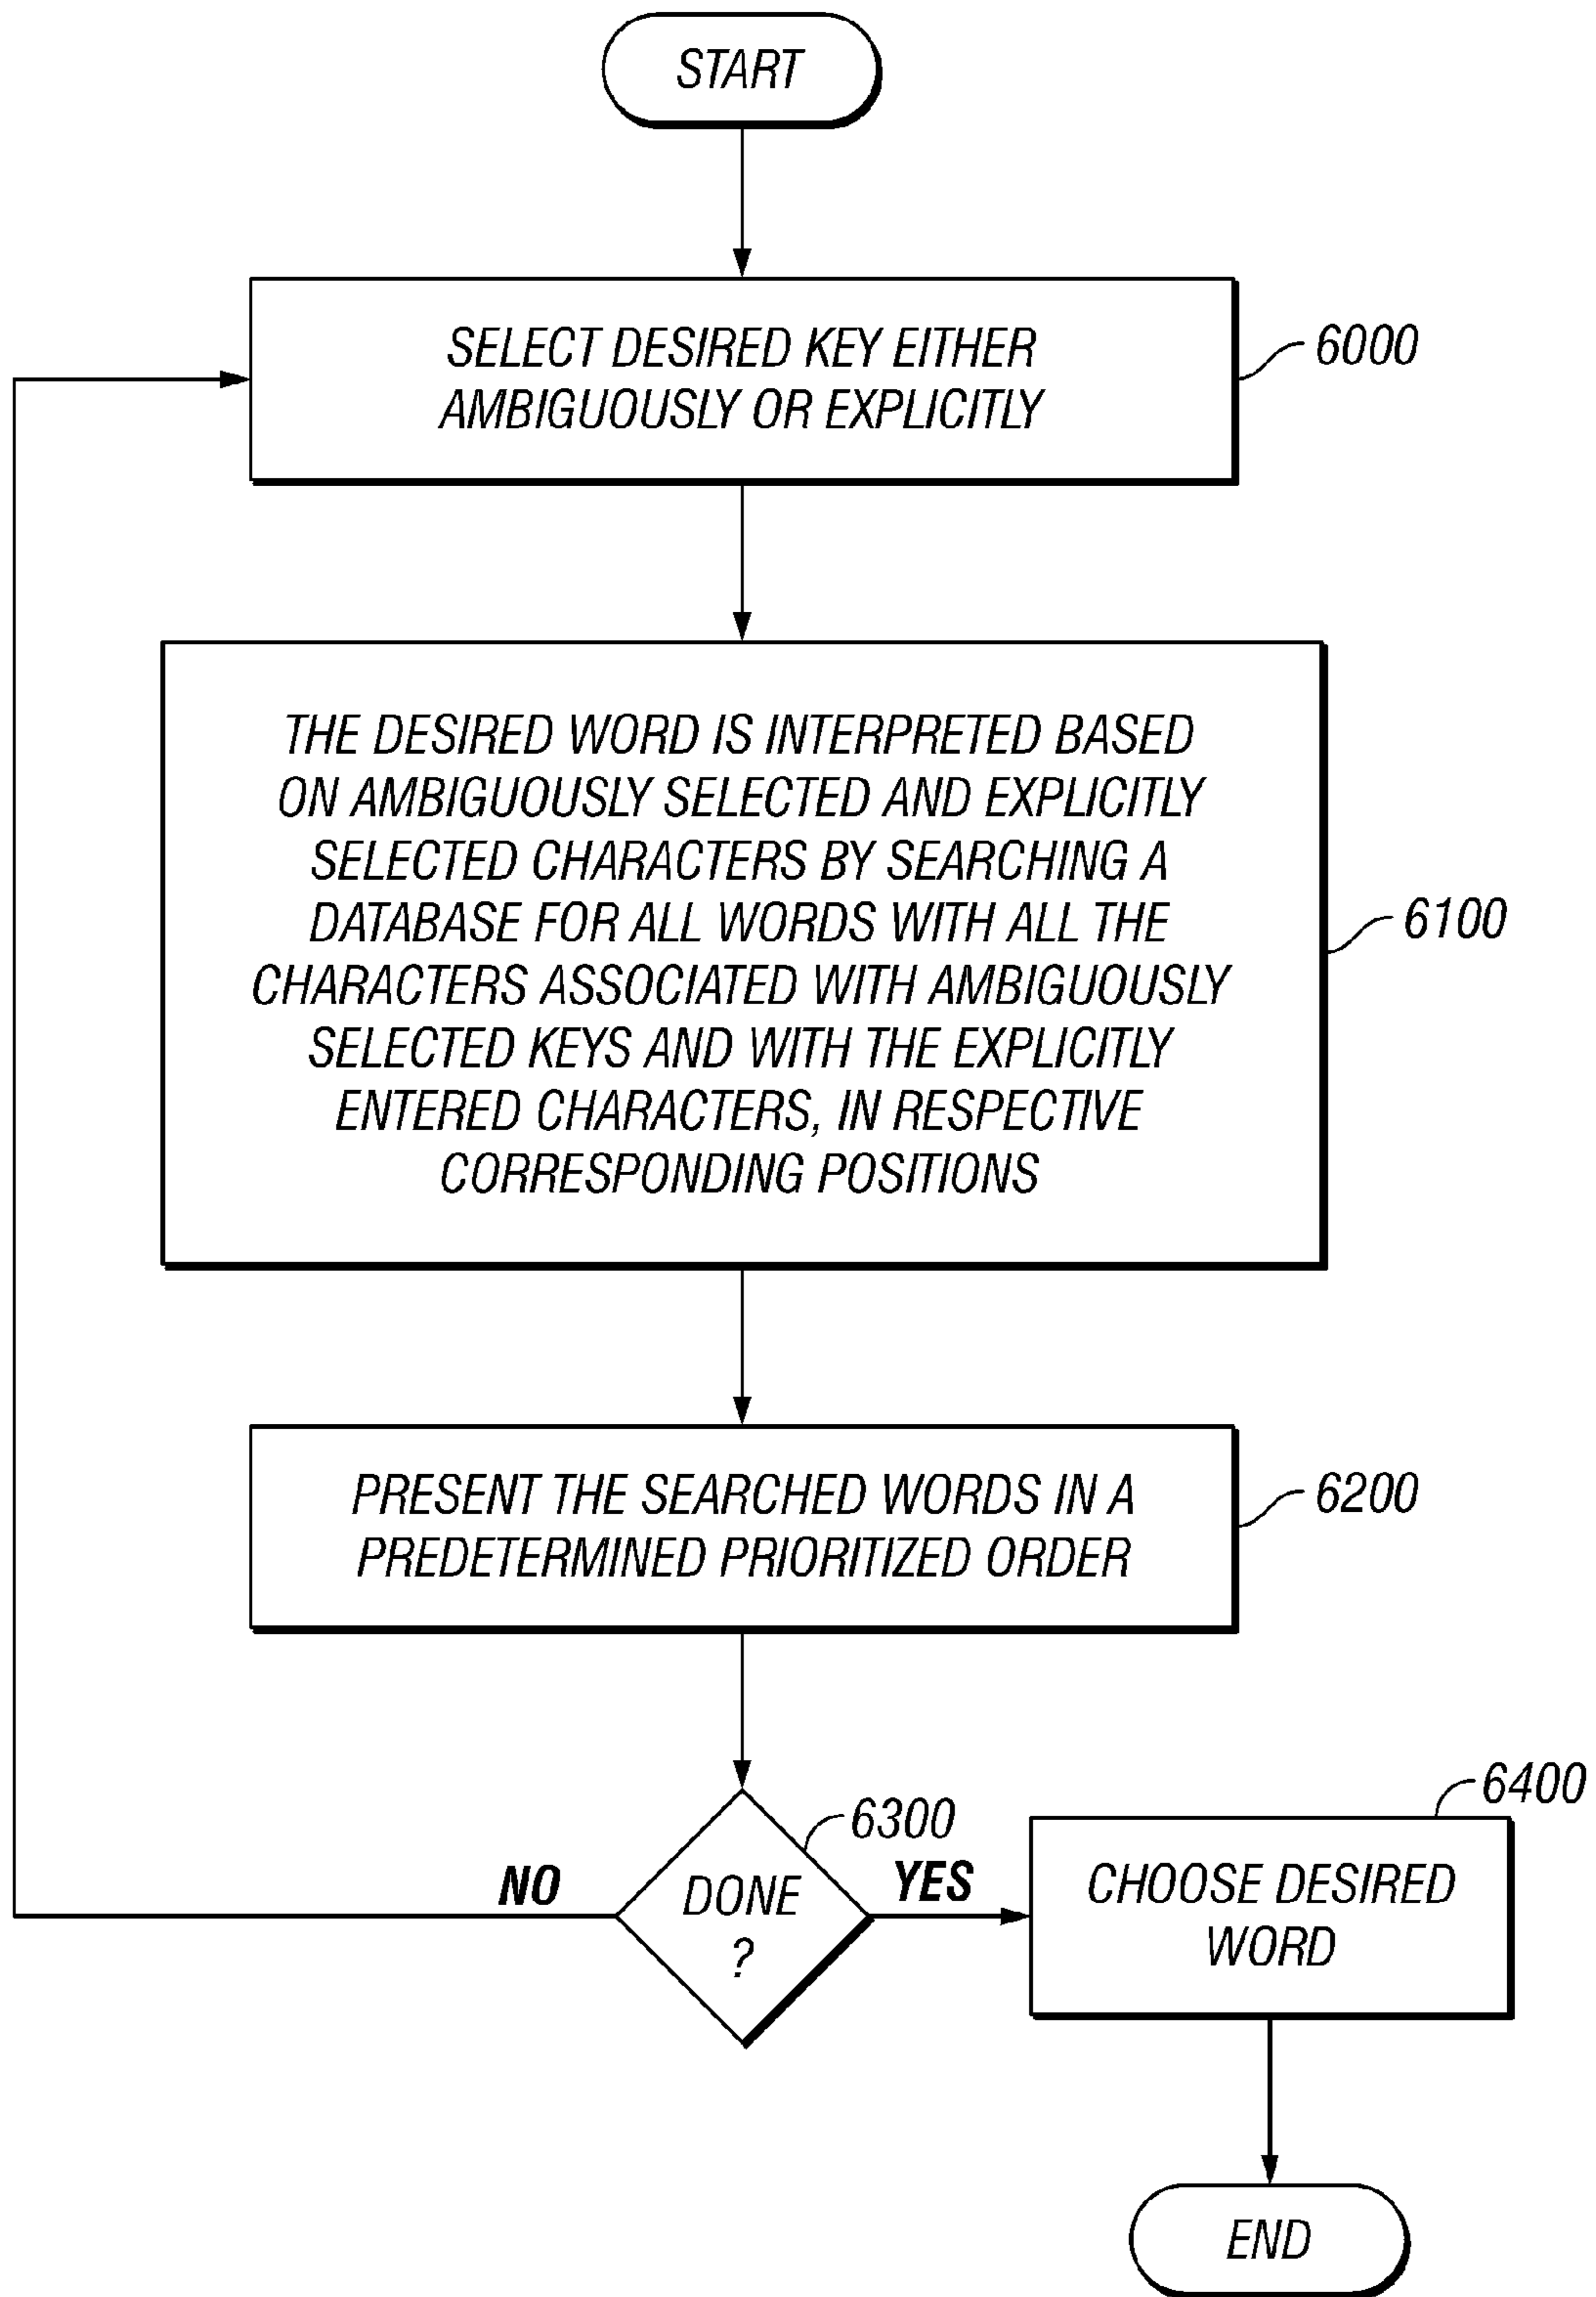 START
SELECT DESIRED KEY EITHER
AMBIGUOUSLY OR EXPLICITLY
6000
THE DESIRED WORD IS INTERPRETED BASED
ON AMBIGUOUSLY SELECTED AND EXPLICITLY
SELECTED CHARACTERS BY SEARCHING A
DATABASE FOR ALL WORDS WITH ALL THE
CHARACTERS ASSOCIATED WITH AMBIGUOUSLY
SELECTED KEYS AND WITH THE EXPLICITLY
ENTERED CHARACTERS, IN RESPECTIVE
CORRESPONDING POSITIONS
6100
PRESENT THE SEARCHED WORDS IN A
PREDETERMINED PRIORITIZED ORDER
6200
DONE
?
6300
NO
YES
CHOOSE DESIRED
WORD
6400
END